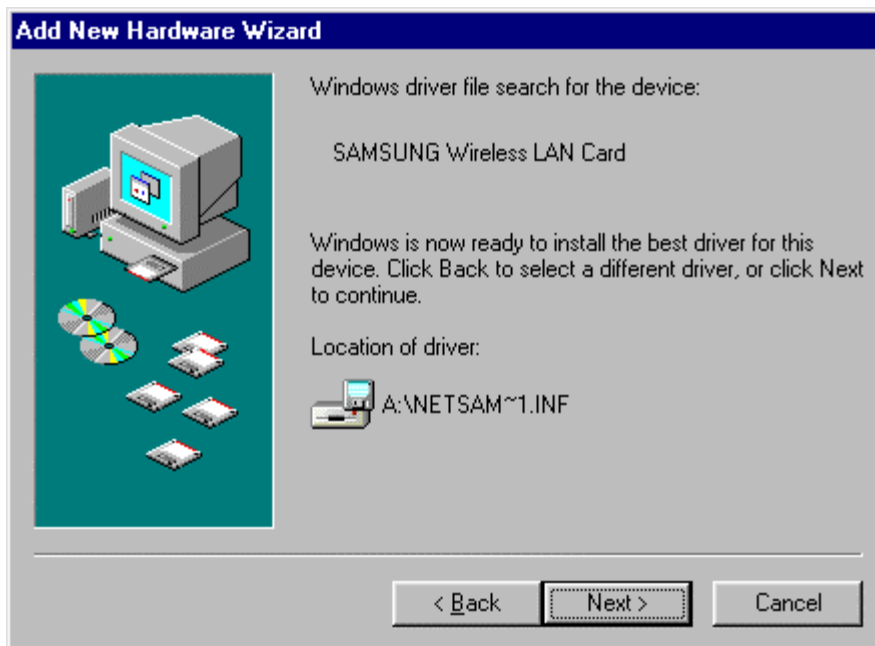 Add New Hardware Wizard
Windows driver file search for the device:
SAMSUNG Wireless LAN Card
Windows is now ready to install the best driver for this
device. Click Back to select a different driver, or click Next
to continue.
Location of driver:
A:\NETSAM~1.INF
< Back
Next >
Cancel